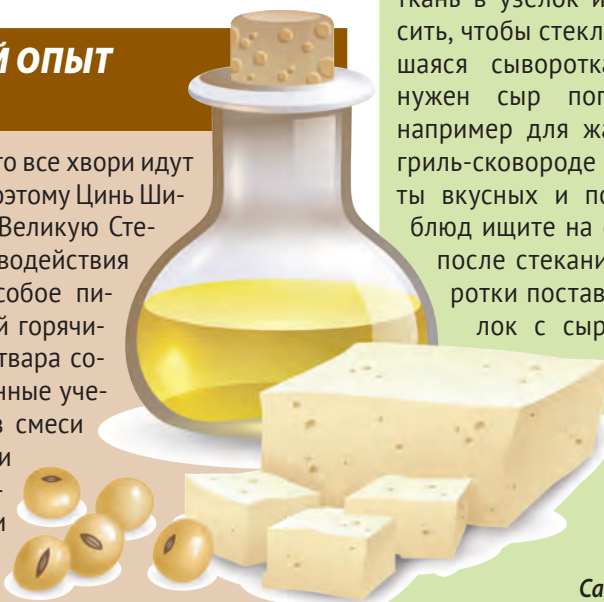 й опыт
то все хвори идут
оэтому Цинь Ши-
Великую Сте-
водействия
собое пи-
й горячи-
твара со-
нные уче-
з смеси
и
-
и
ткань в узелок и
сить, чтобы стекл
шаяся сыворотка
нужен сыр пог
например для жа
гриль-сковороде
ты вкусных и по
блюд ищите на
после стекани
ротки постав
лок с сыр
Са